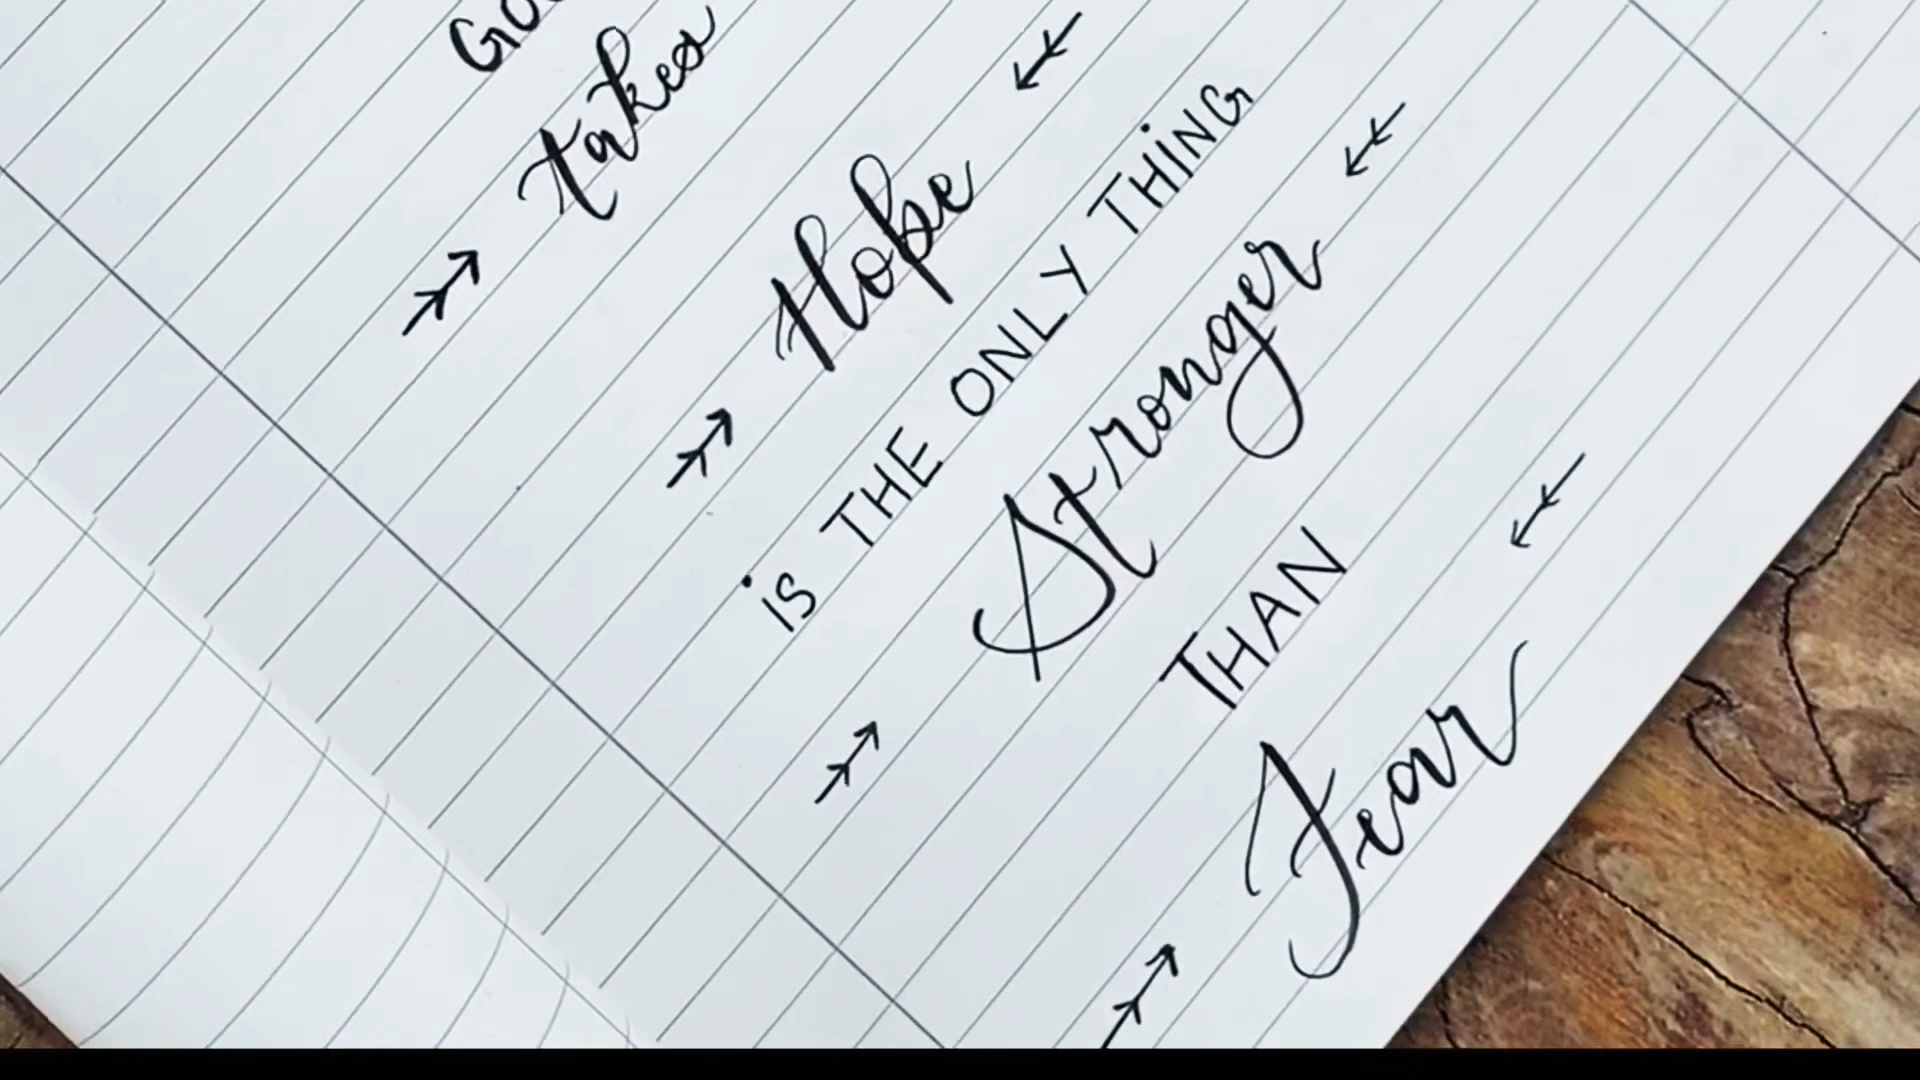 takes
Hope
is THE ONLY THiNG
Stronger
THAN
Fear